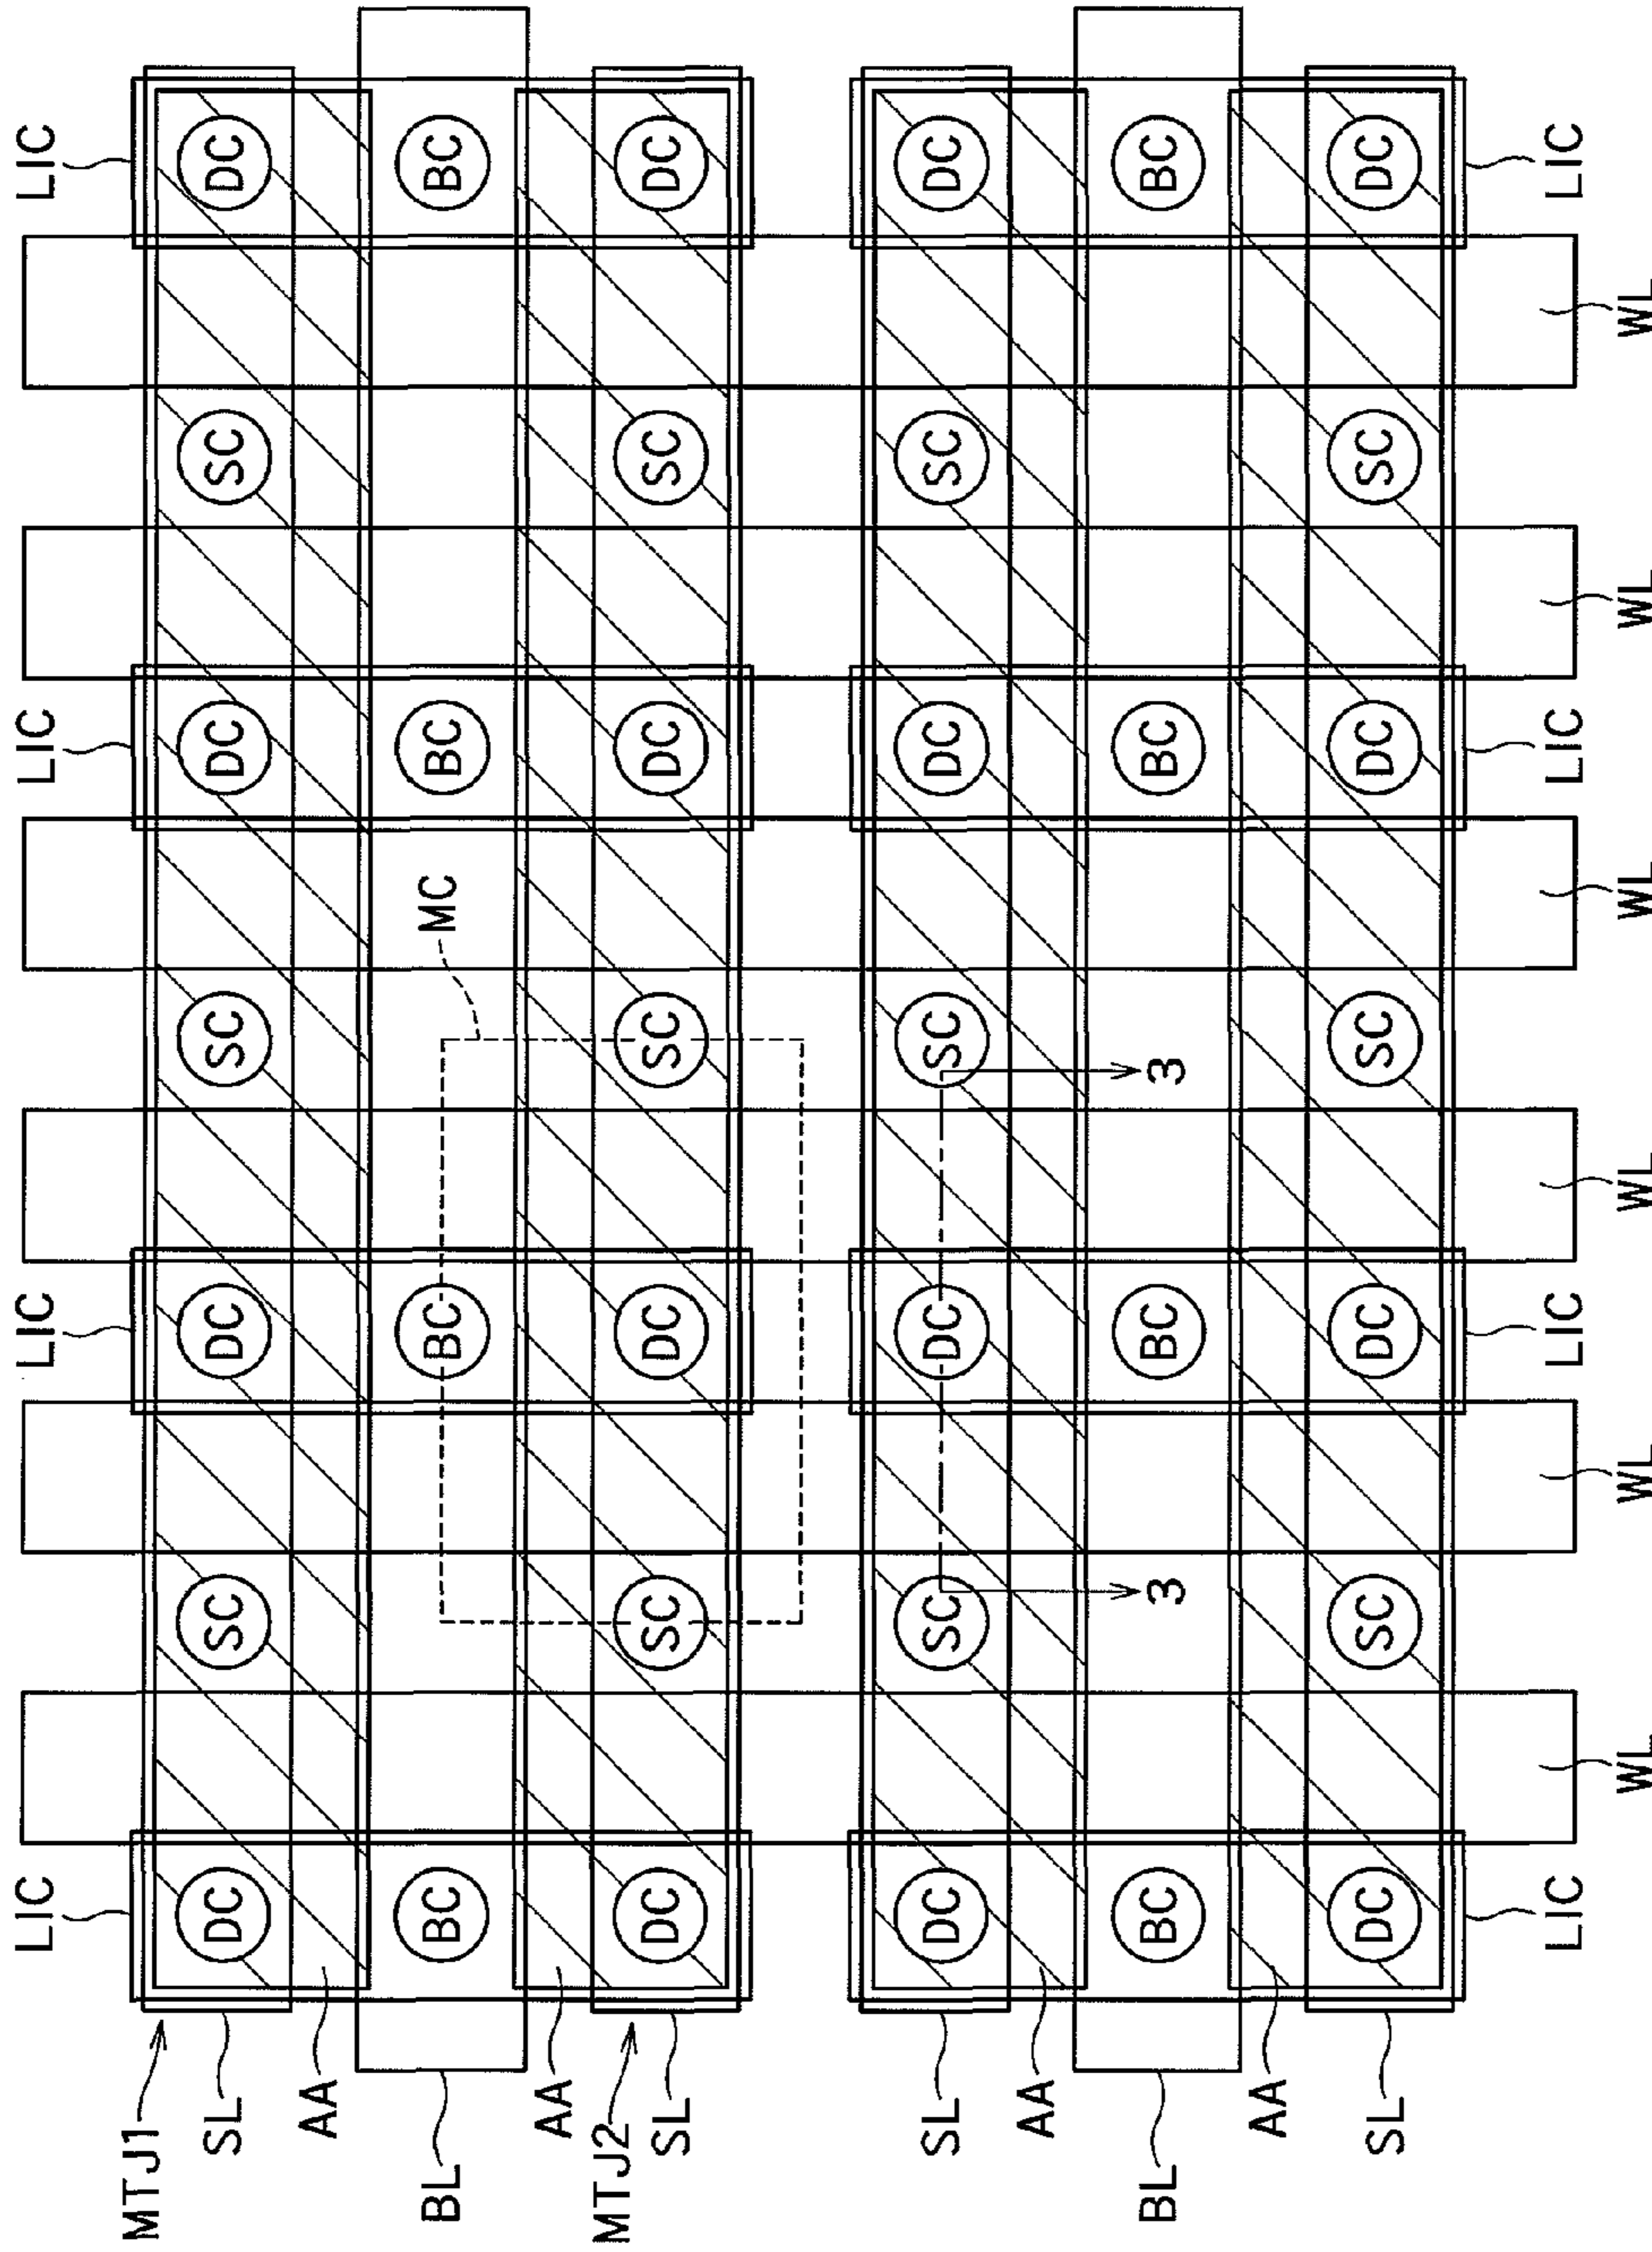 LIC LIC LIC LIC
MTJ1
SL DC SC DC SC DC SC DC
AA
BL BC BC MC BC BC
AA
MTJ2
SL DC SC DC SC DC SC DC
SL DC SC DC SC DC SC DC
AA
BL BC 3 BC 3 BC BC
AA
SL DC SC DC SC DC SC DC
LIC LIC LIC LIC
WL WL WL WL WL WL